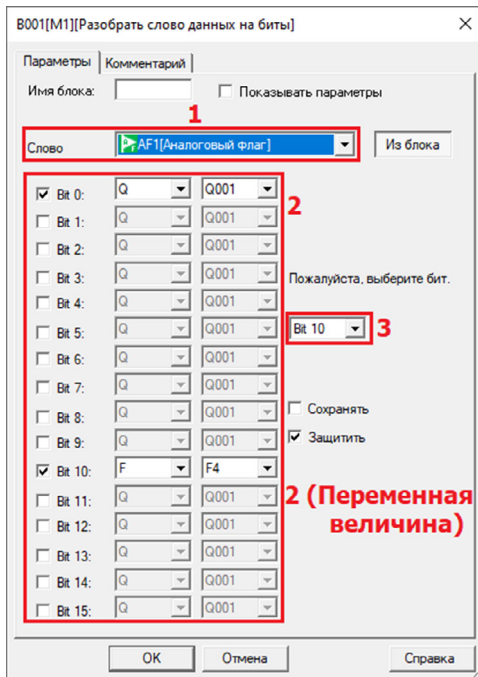 B001[M1][Разобрать слово данных на биты]
Параметры Комментарий
Имя блока: Показывать параметры
1
Слово AF1[Аналоговый флаг] Из блока
Bit 0: Q Q001 2
Bit 1: Q Q001
Bit 2: Q Q001
Bit 3: Q Q001 Пожалуйста, выберите бит.
Bit 4: Q Q001
Bit 5: Q Q001 Bit 10 3
Bit 6: Q Q001
Bit 7: Q Q001
Bit 8: Q Q001 Сохранять
Bit 9: Q Q001 Защитить
Bit 10: F F4
Bit 11: Q Q001 2 (Переменная
Bit 12: Q Q001 величина)
Bit 13: Q Q001
Bit 14: Q Q001
Bit 15: Q Q001
OK Отмена Справка